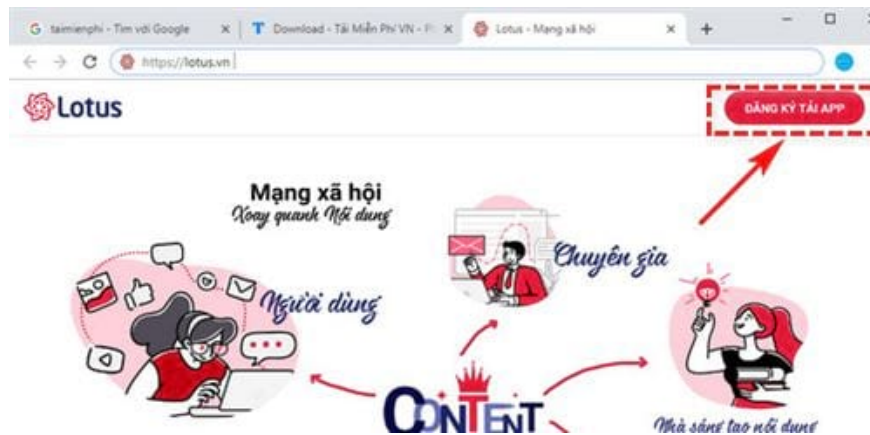 taimienphi - Tìm với Google
Download - Tải Miễn Phí VN - Ph
Lotus - Mạng xã hội
https://lotus.vn
Lotus
ĐĂNG KÝ TẢI APP
Mạng xã hội
Xoay quanh Nội dung
Chuyên gia
Người dùng
CONTENT
Nhà sáng tạo nội dung